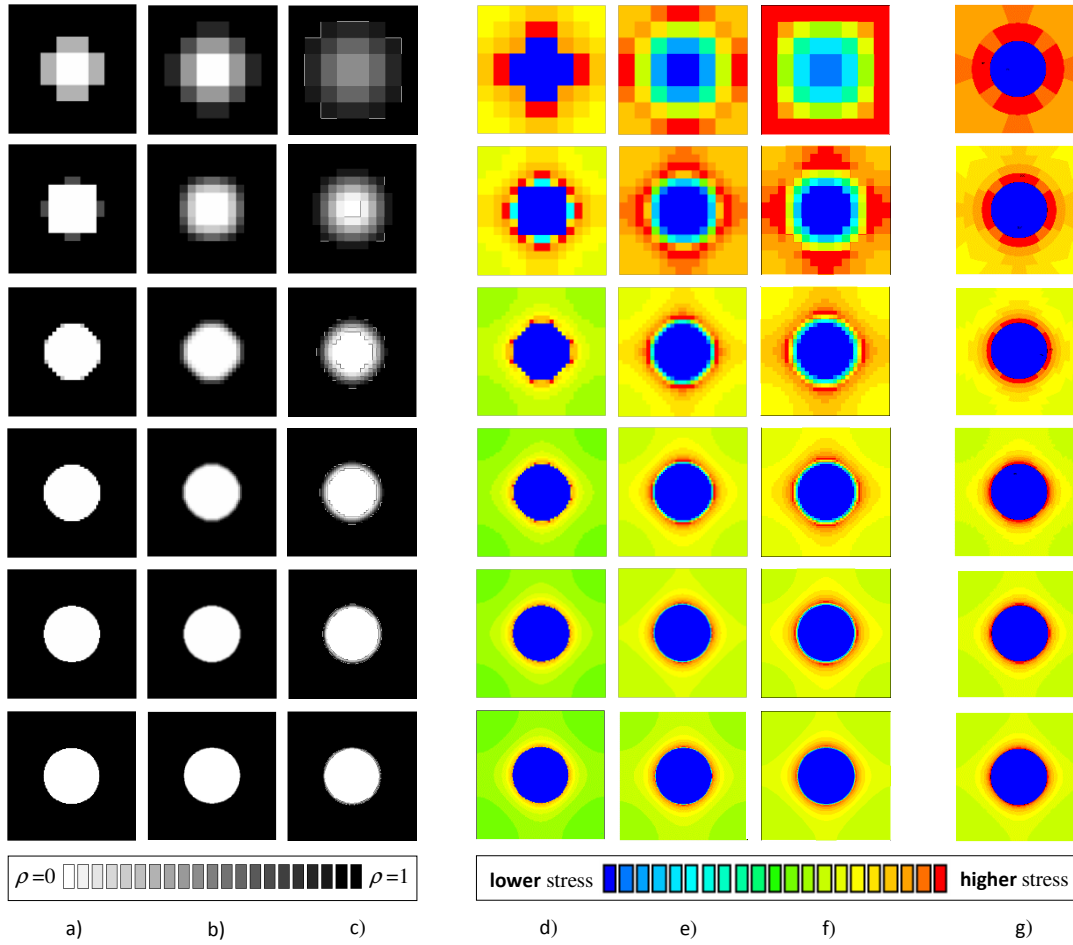 ρ=0 ρ=1 lower stress higher stress
a) b) c) d) e) f) g)